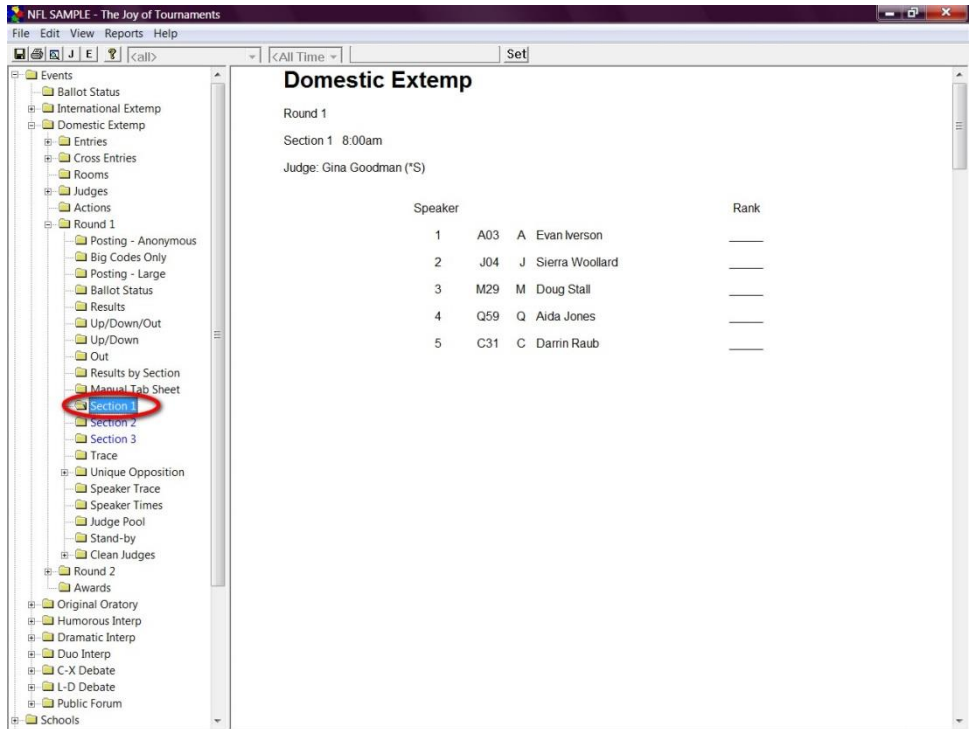 NFL SAMPLE - The Joy of Tournaments
File Edit View Reports Help
J E ? <all> <All Time Set
Events
Ballot Status
International Extemp
Domestic Extemp
Entries
Cross Entries
Rooms
Judges
Actions
Round 1
Posting - Anonymous
Big Codes Only
Posting - Large
Ballot Status
Results
Up/Down/Out
Up/Down
Out
Results by Section
Manual Tab Sheet
Section 1
Section 2
Section 3
Trace
Unique Opposition
Speaker Trace
Speaker Times
Judge Pool
Stand-by
Clean Judges
Round 2
Awards
Original Oratory
Humorous Interp
Dramatic Interp
Duo Interp
C-X Debate
L-D Debate
Public Forum
Schools
Domestic Extemp
Round 1
Section 1 8:00am
Judge: Gina Goodman (*S)
Speaker Rank
1 A03 A Evan Iverson _____
2 J04 J Sierra Woollard _____
3 M29 M Doug Stall _____
4 Q59 Q Aida Jones _____
5 C31 C Darrin Raub _____